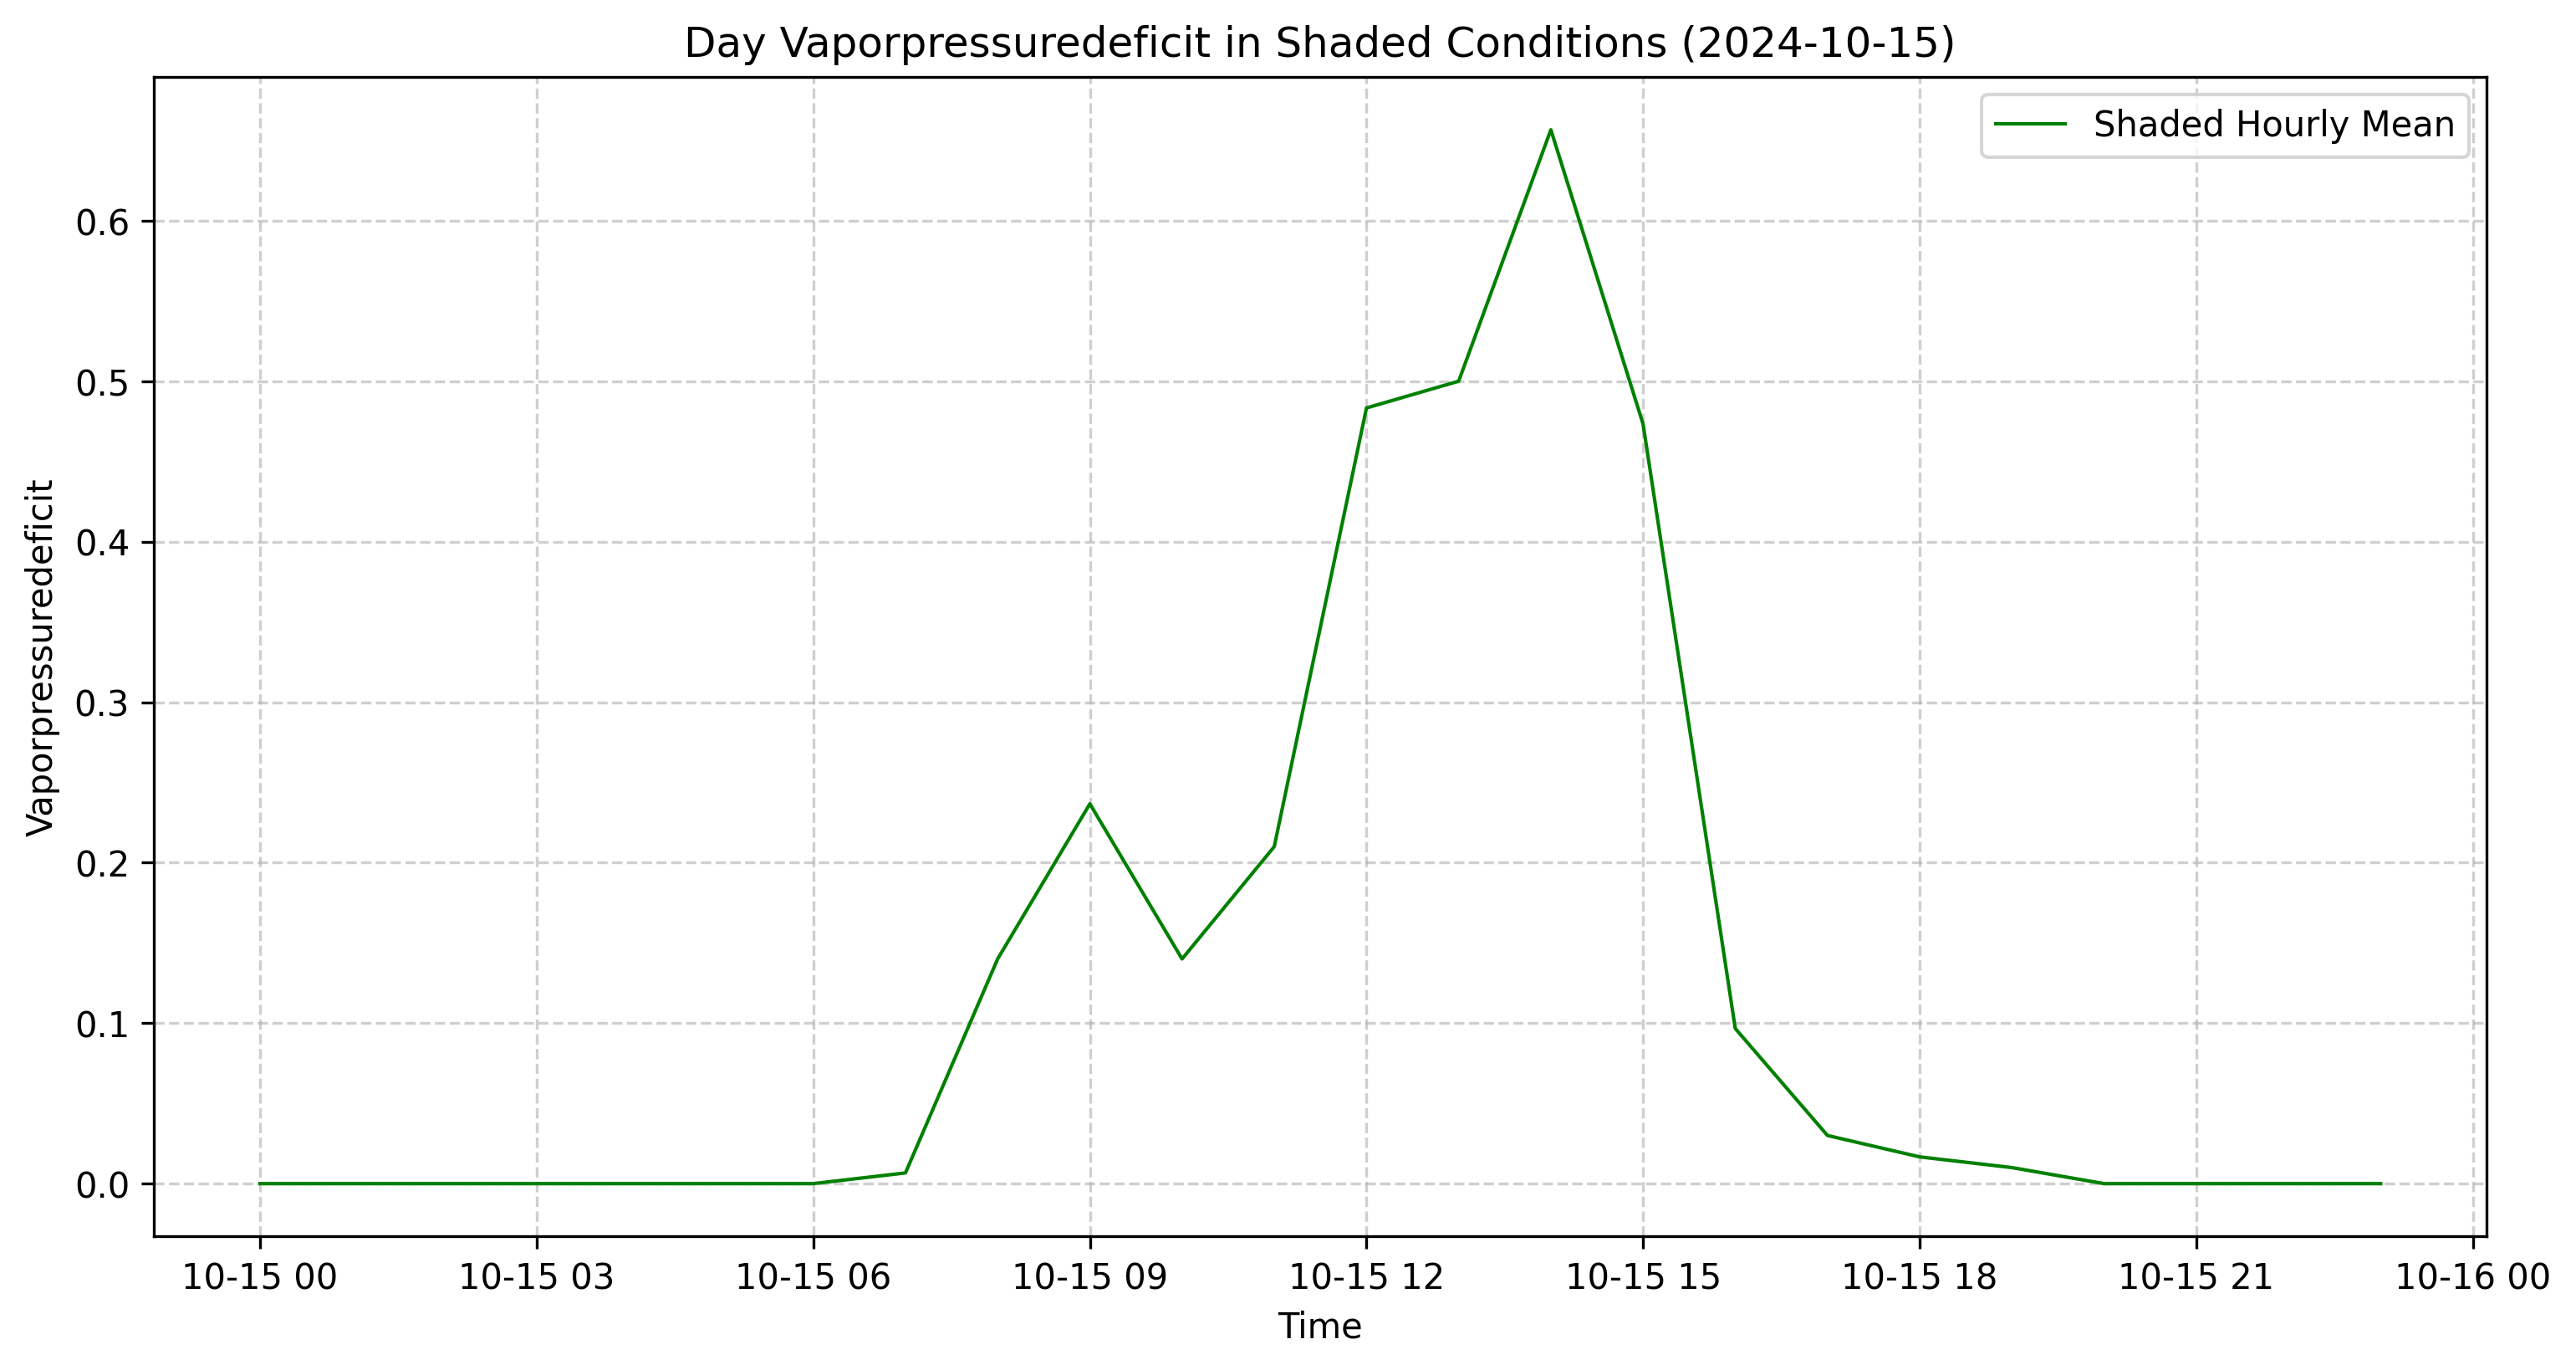 Day Vaporpressuredeficit in Shaded Conditions (2024-10-15)
Shaded Hourly Mean
Vaporpressuredeficit
0.6
0.5
0.4
0.3
0.2
0.1
0.0
10-15 00 10-15 03 10-15 06 10-15 09 10-15 12 10-15 15 10-15 18 10-15 21 10-16 00
Time